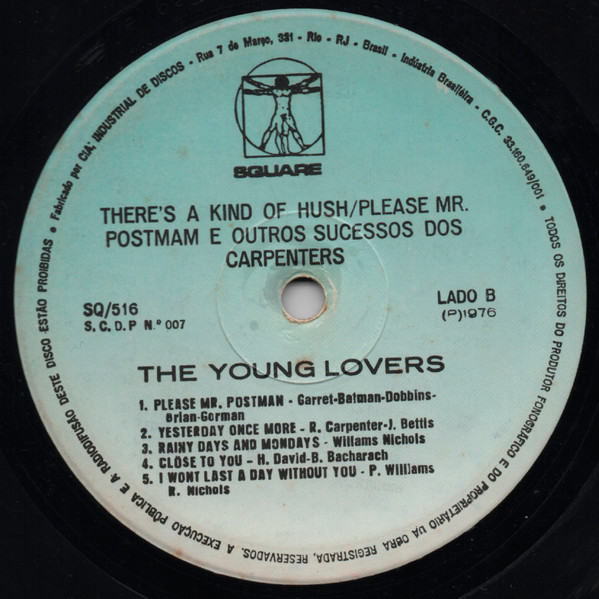 Fabricado por CIA. INDUSTRIAL DE DISCOS - Rua 7 de Março, 381 - Rio - RJ - Brasil - Indústria Brasileira - C.G.C. 33.160.649/001 • TODOS OS DIREITOS DO PRODUTOR FONOGRÁFICO E DO PROPRIETÁRIO UA OBRA REGISTRADA, RESERVADOS. A EXECUÇÃO PÚBLICA E A RADIODIFUSÃO DESTE DISCO ESTÃO PROIBIDAS •
SQUARE
THERE'S A KIND OF HUSH/PLEASE MR.
POSTMAM E OUTROS SUCESSOS DOS
CARPENTERS
SQ/516
S. C. D. P N.º 007
LADO B
(P)1976
THE YOUNG LOVERS
1. PLEASE MR. POSTMAN - Garret-Batman-Dobbins-
Brian-Gorman
2. YESTERDAY ONCE MORE - R. Carpenter-J. Bettis
3. RAINY DAYS AND MONDAYS - Willams Nichols
4. CLOSE TO YOU - H. David-B. Bacharach
5. I WONT LAST A DAY WITHOUT YOU - P. Williams
R. Nichols